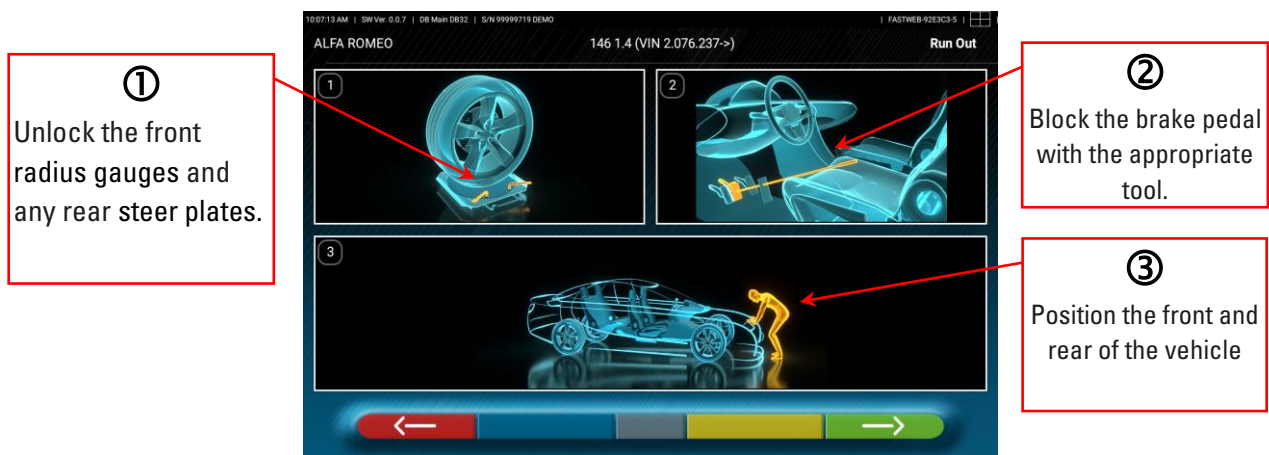 10:07:13 AM | SW Ver. 0.0.7 | DB Main DB32 | S/N 99999719 DEMO | FASTWEB-92E3C3-5 |
ALFA ROMEO 146 1.4 (VIN 2.076.237->) Run Out
①
Unlock the front
radius gauges and
any rear steer plates.
1
2
②
Block the brake pedal
with the appropriate
tool.
3
③
Position the front and
rear of the vehicle